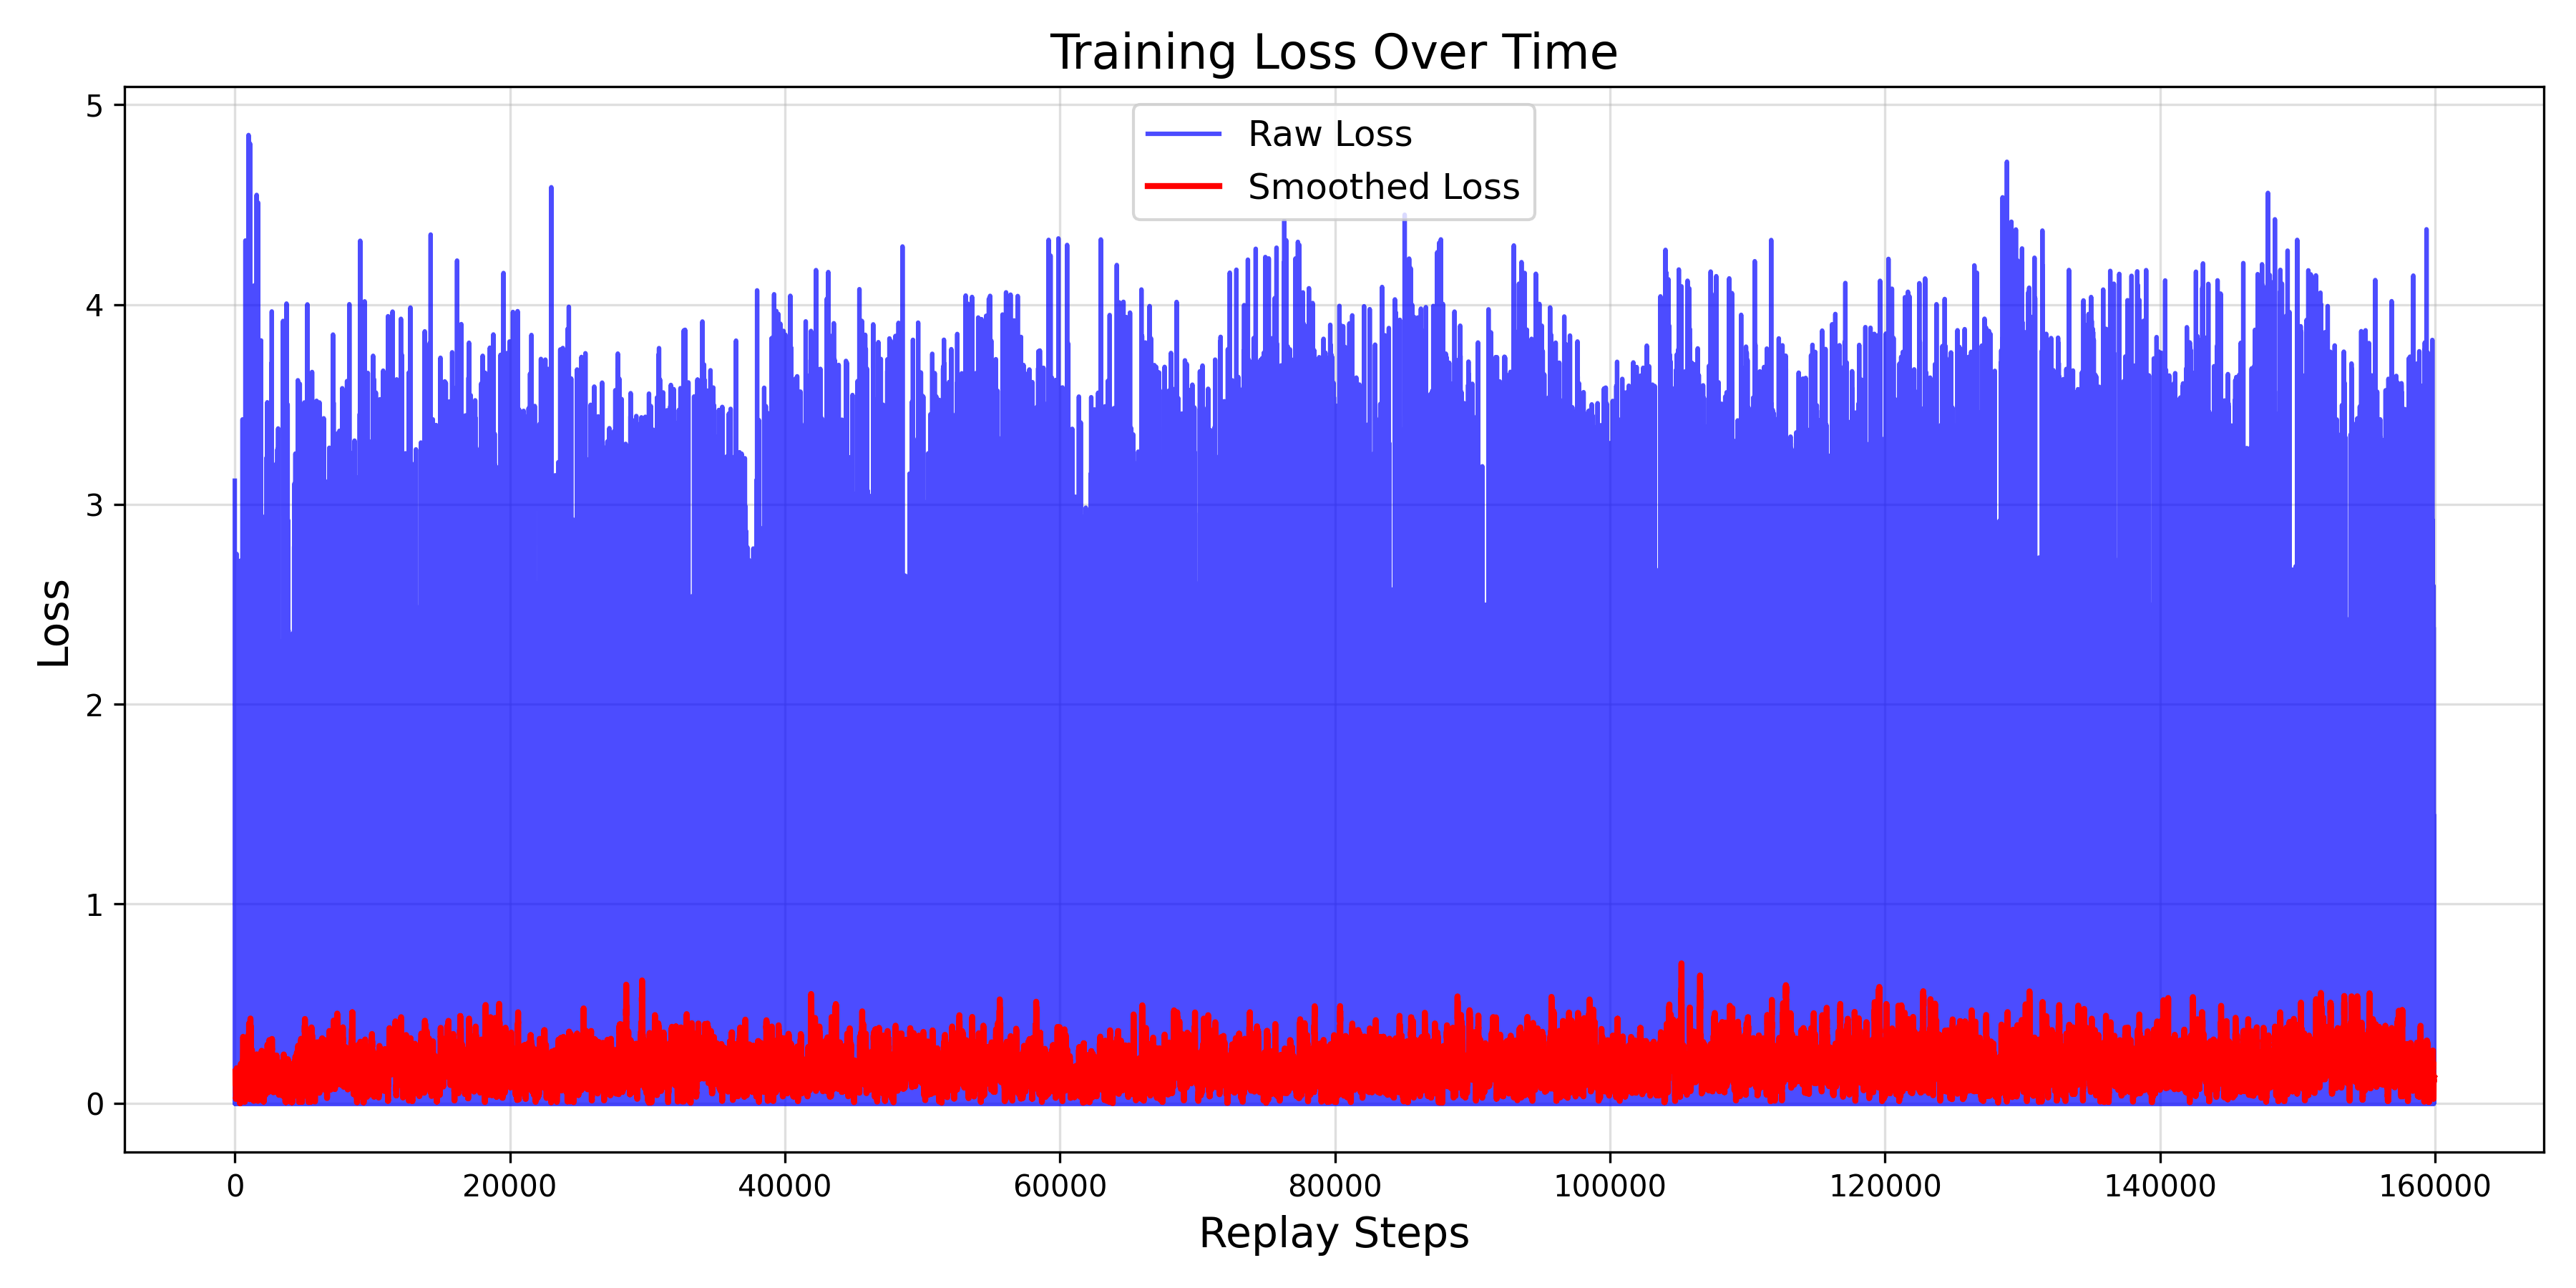 Training Loss Over Time
Raw Loss
Smoothed Loss
Loss
5
4
3
2
1
0
0 20000 40000 60000 80000 100000 120000 140000 160000
Replay Steps